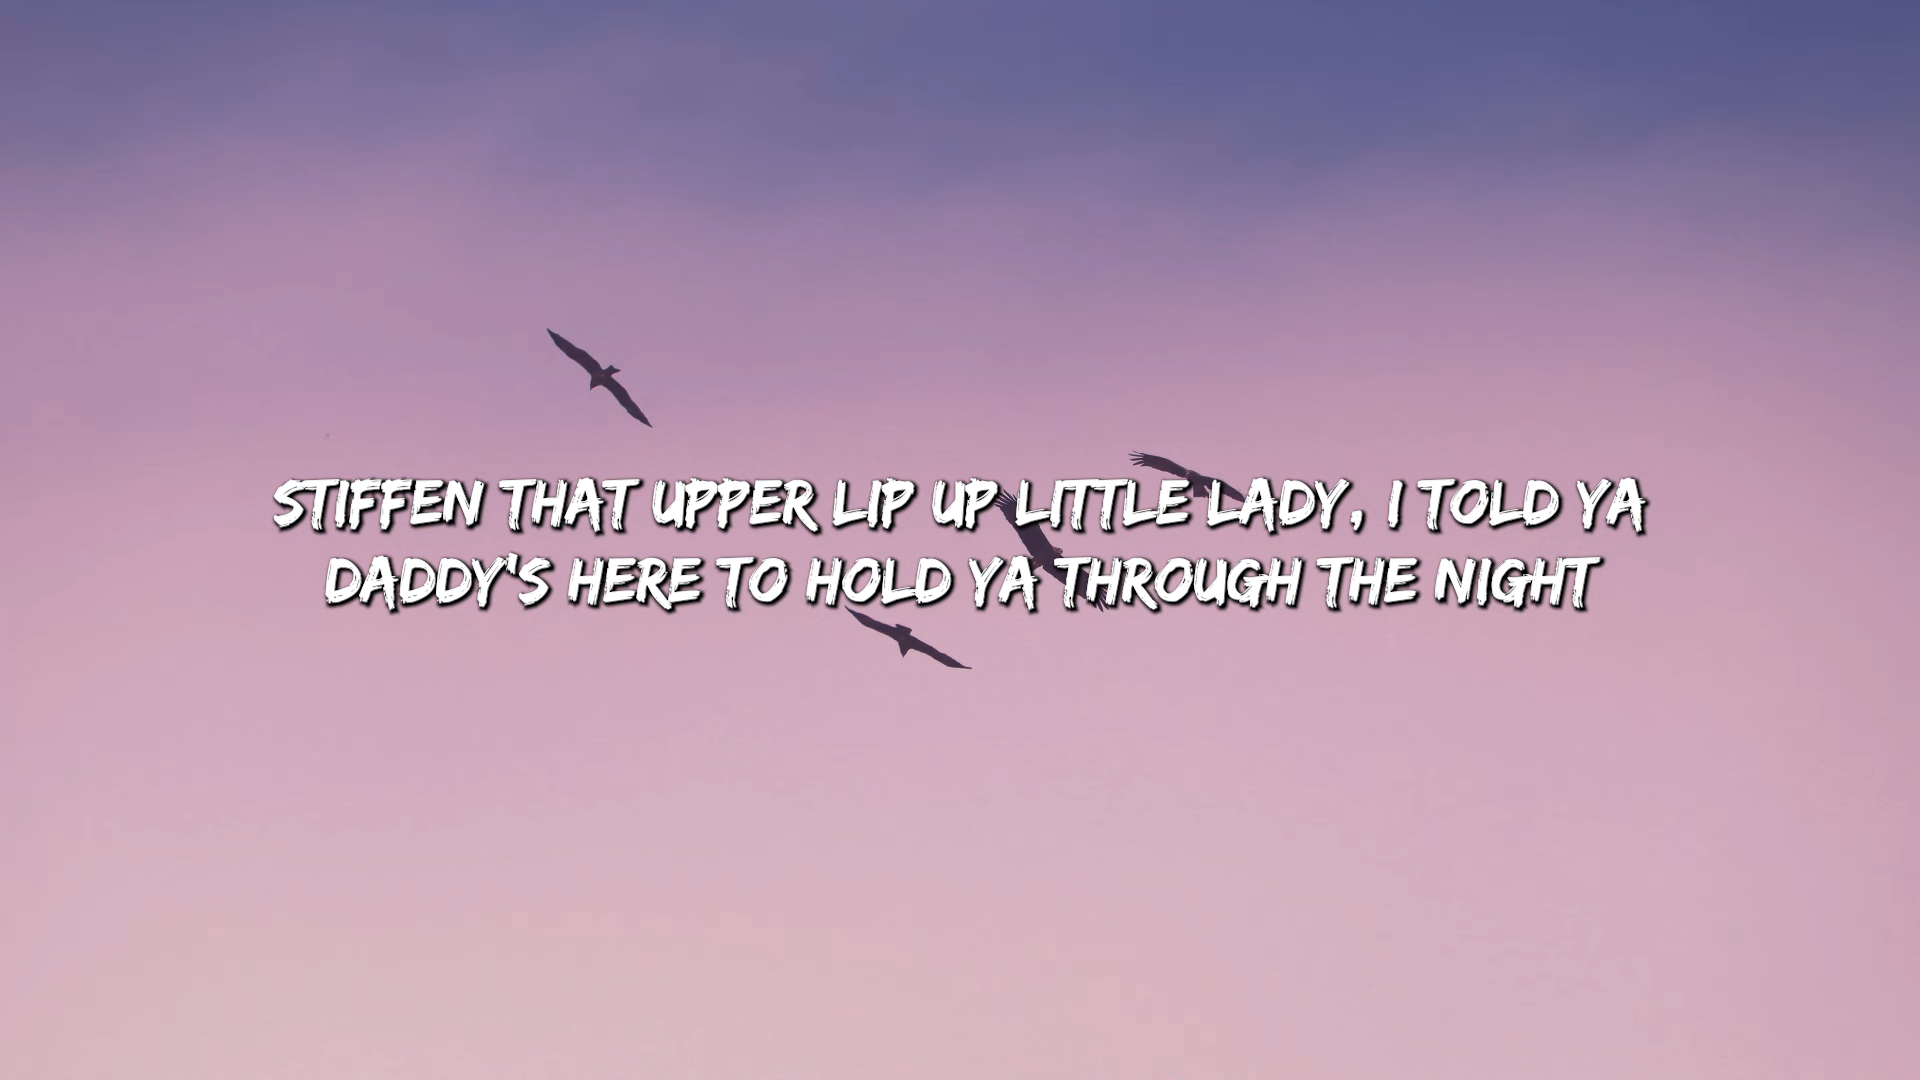 STIFFEN THAT UPPER LIP UP LITTLE LADY, I TOLD YA
DADDY'S HERE TO HOLD YA THROUGH THE NIGHT